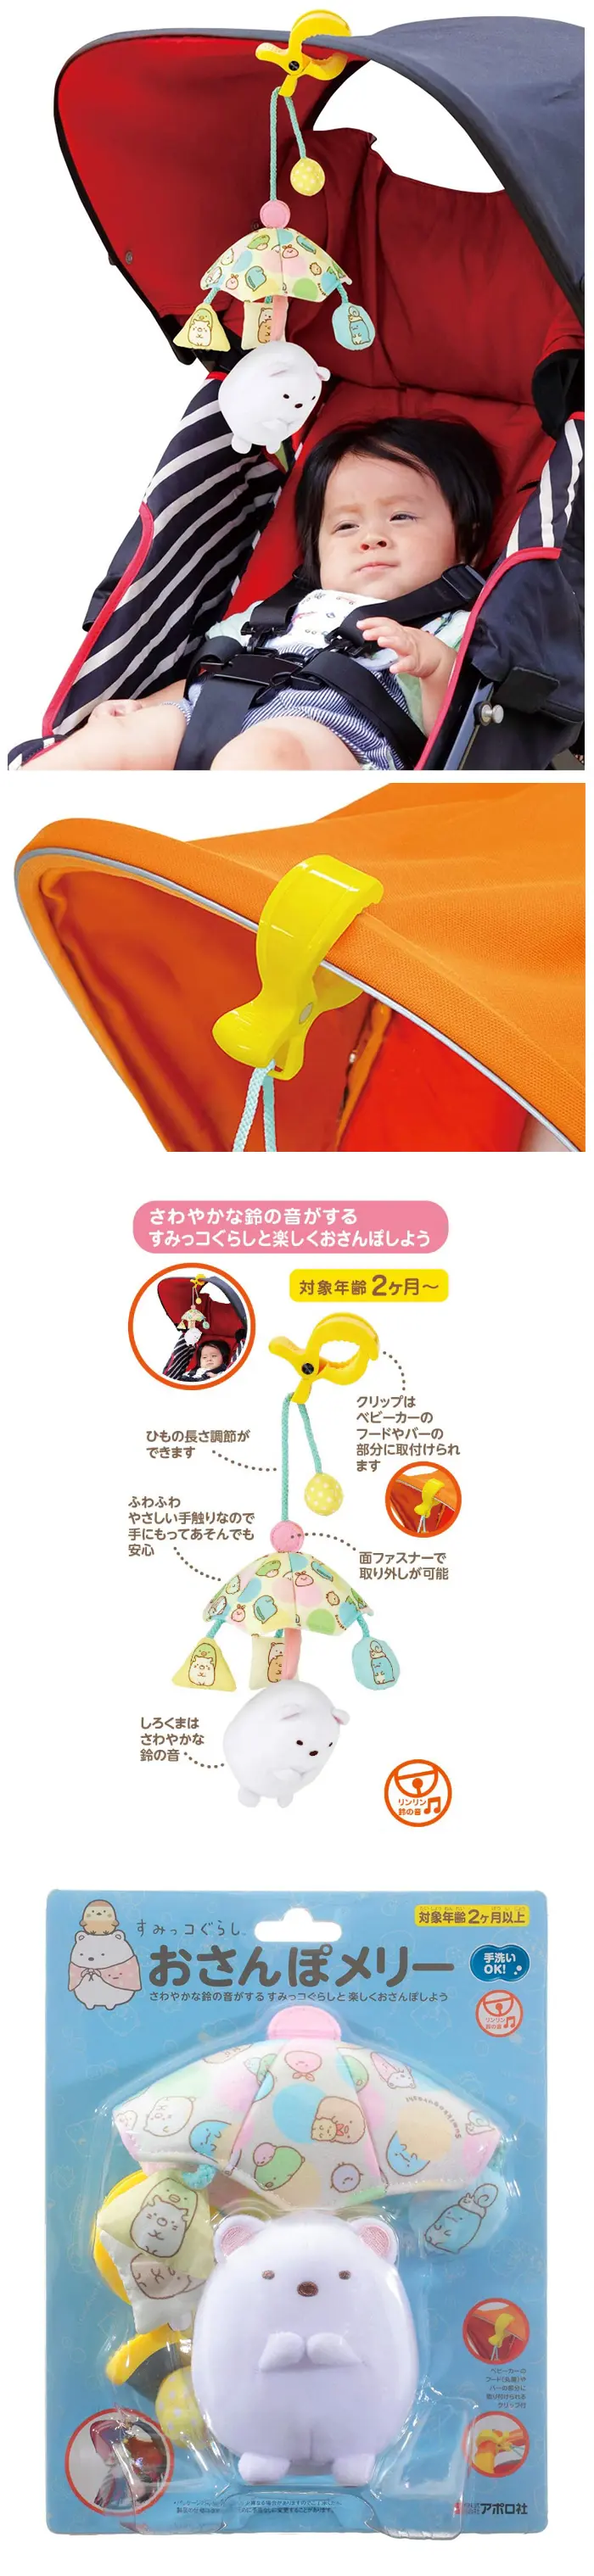 さわやかな鈴の音がする
すみっコぐらしと楽しくおさんぽしよう
対象年齢2ヶ月～
クリップは
ベビーカーの
フードやバーの
部分に取付けられ
ます
ひもの長さ調節が
できます
ふわふわ
やさしい手触りなので
手にもってあそんでも
安心
面ファスナーで
取り外しが可能
しろくまは
さわやかな
鈴の音
リンリン
鈴の音
対象年齢2ヶ月以上
すみっコぐらし
おさんぽメリー
手洗い
OK!
さわやかな鈴の音がする すみっコぐらしと 楽しくおさんぽしよう
リンリン
鈴の音
ベビーカーの
フード(丸扉)や
バーの部分に
取り付けられる
クリップ付
アポロ社